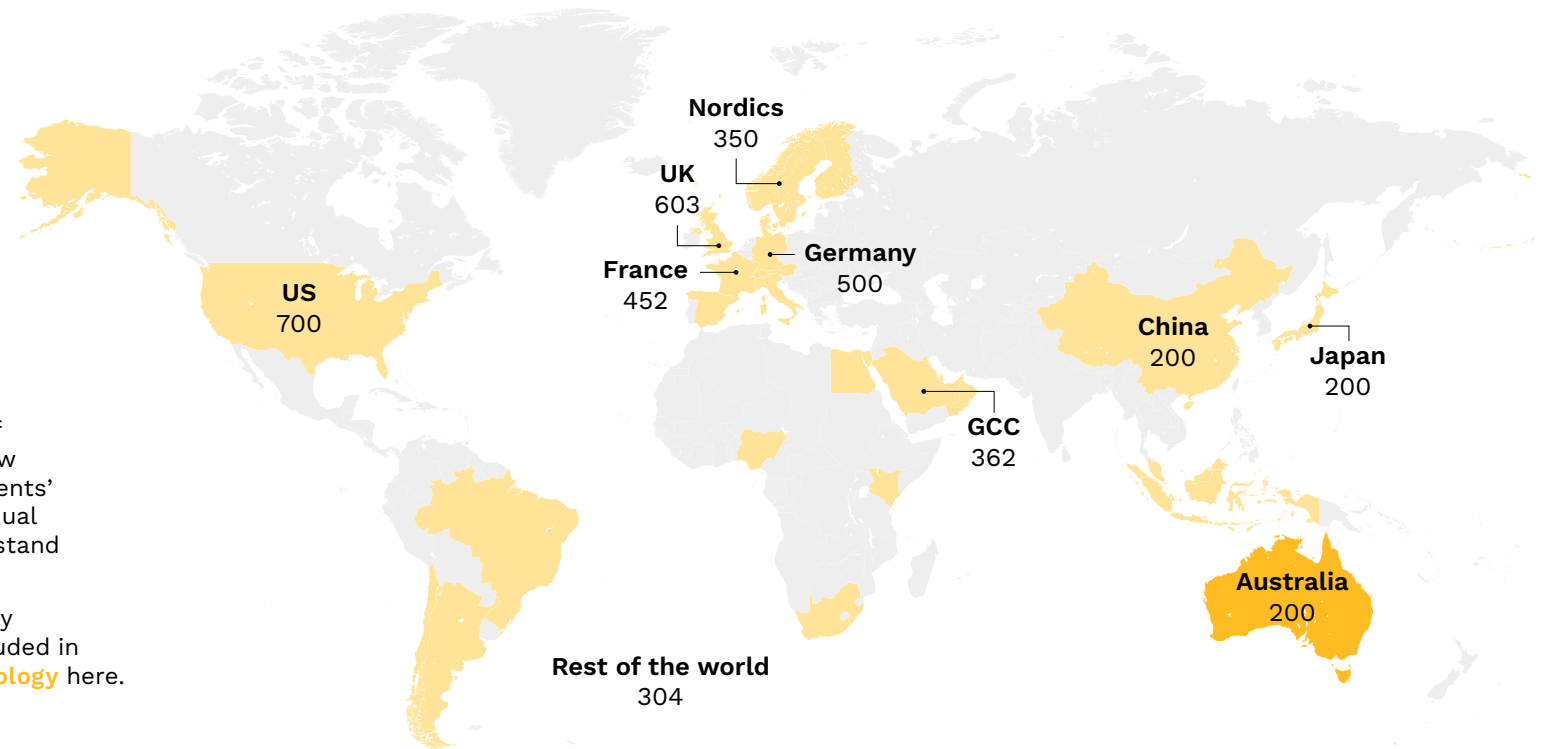 Nordics
350
UK
603
Germany
500
France
452
US
700
China
200
Japan
200
GCC
362
Australia
200
Rest of the world
304
stand
here.